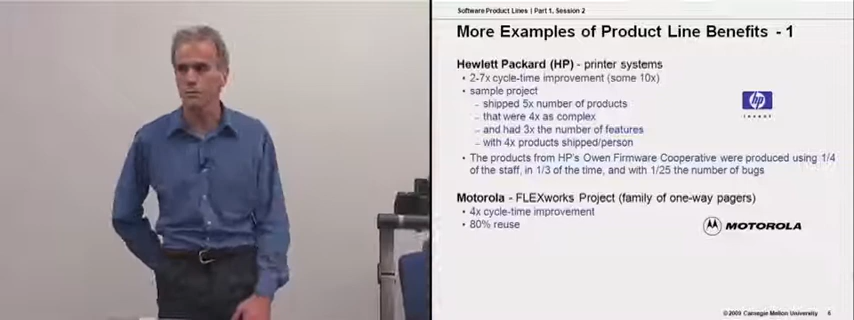 Software Product Lines | Part 1, Session 2
More Examples of Product Line Benefits - 1
Hewlett Packard (HP) - printer systems
• 2-7x cycle-time improvement (some 10x)
• sample project
– shipped 5x number of products
– that were 4x as complex
– and had 3x the number of features
– with 4x products shipped/person
hp
invent
• The products from HP's Owen Firmware Cooperative were produced using 1/4
of the staff, in 1/3 of the time, and with 1/25 the number of bugs
Motorola - FLEXworks Project (family of one-way pagers)
• 4x cycle-time improvement
• 80% reuse
MOTOROLA
© 2009 Carnegie Mellon University